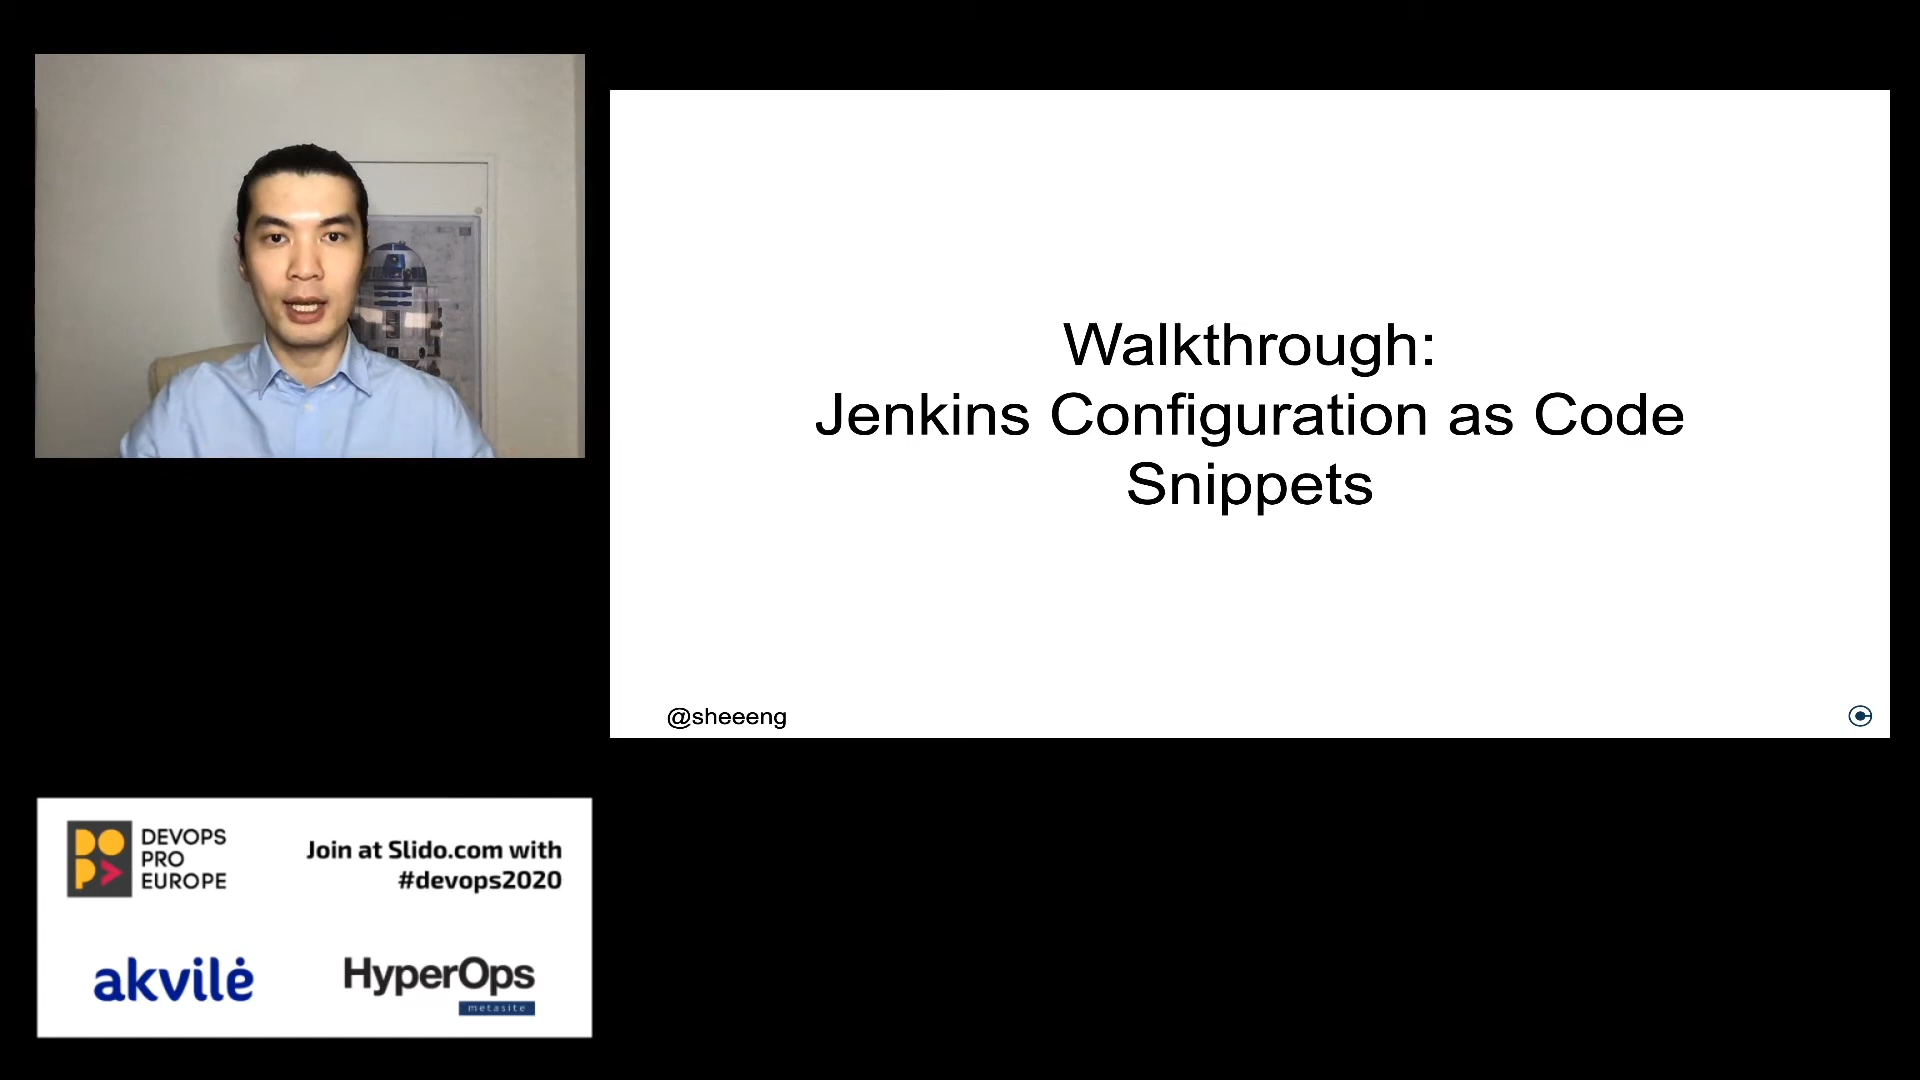 Walkthrough:
Jenkins Configuration as Code
Snippets
@sheeeng
DEVOPS
PRO
EUROPE
Join at Slido.com with
#devops2020
akvilė
HyperOps
metasite